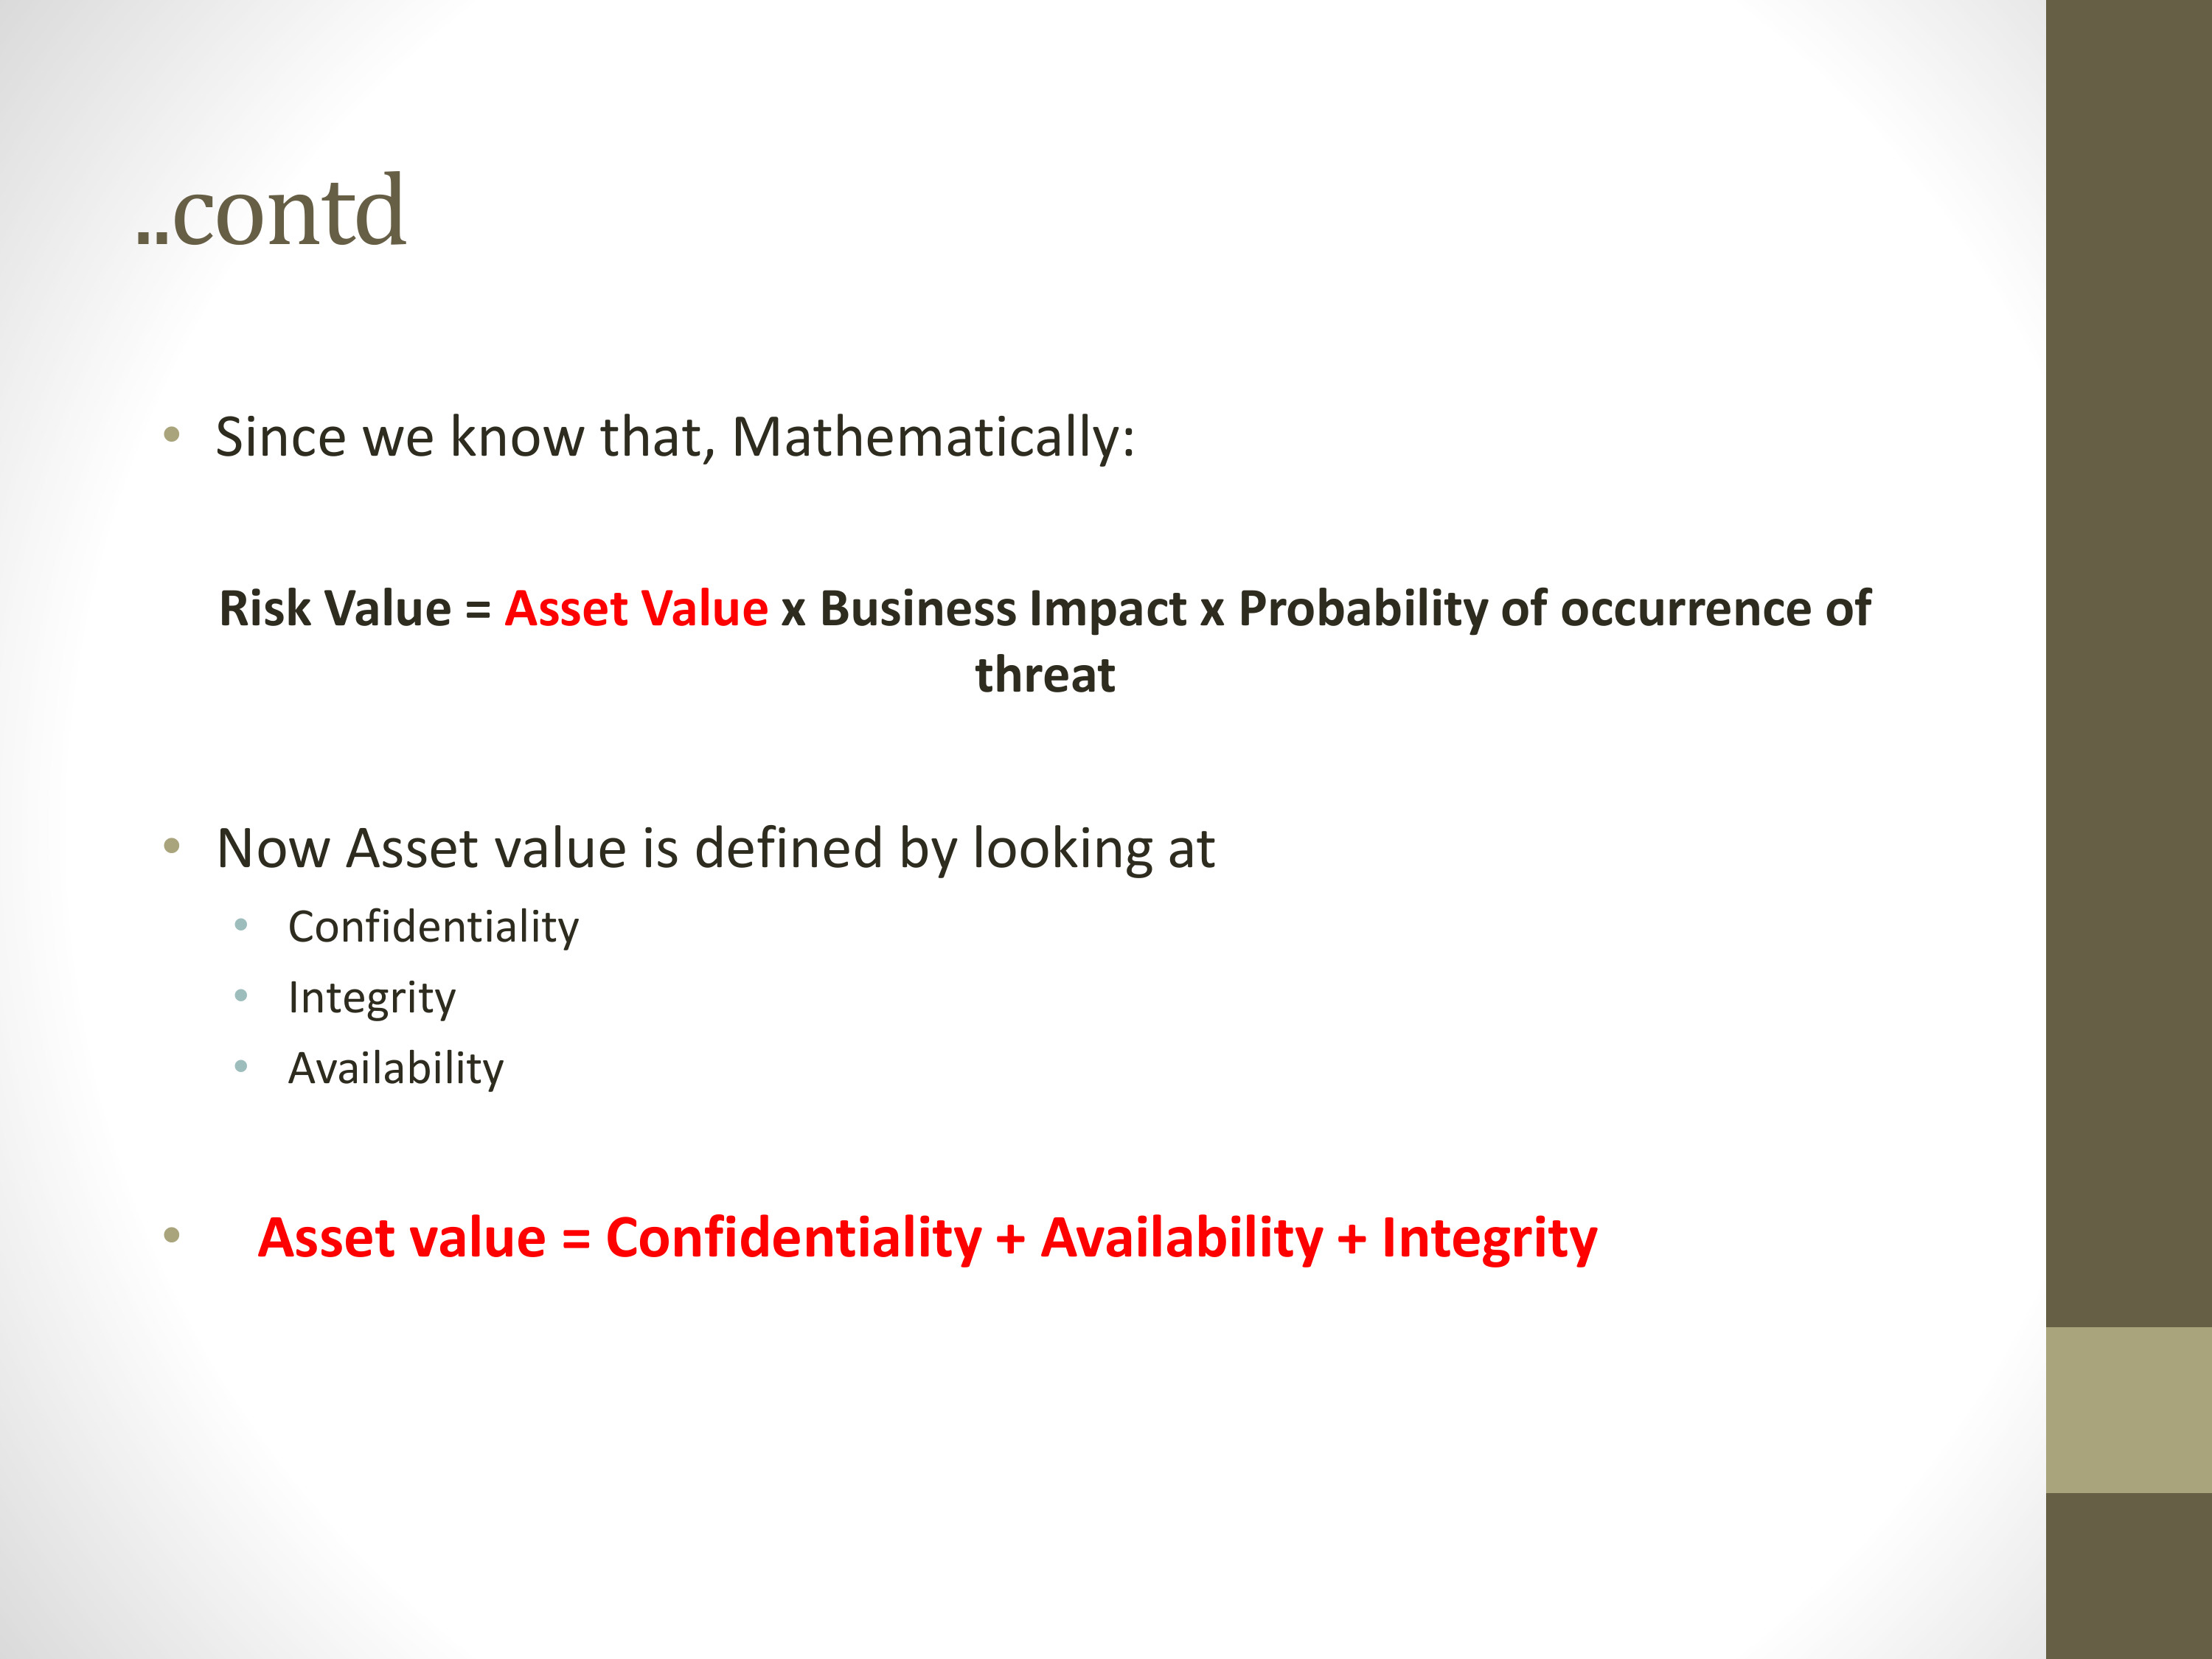 ..contd
• Since we know that, Mathematically:
Risk Value = Asset Value x Business Impact x Probability of occurrence of
threat
• Now Asset value is defined by looking at
• Confidentiality
• Integrity
• Availability
• Asset value = Confidentiality + Availability + Integrity